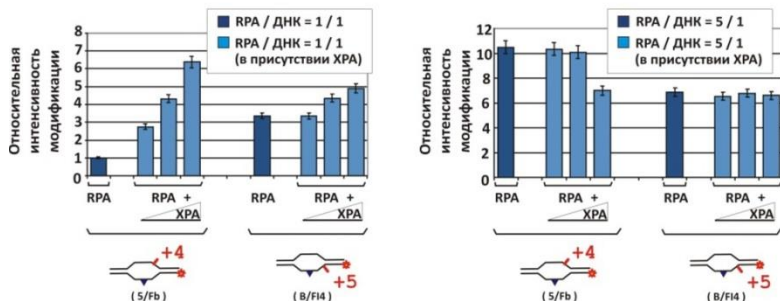 Относительная
интенсивность
модификации
8
7
6
5
4
3
2
1
0
RPA / ДНК = 1 / 1
RPA / ДНК = 1 / 1
(в присутствии XPA)
RPA
RPA +
XPA
RPA
RPA +
XPA
+4
(5/Fb)
+5
(B/Fl4)
Относительная
интенсивность
модификации
12
10
8
6
4
2
0
RPA / ДНК = 5 / 1
RPA / ДНК = 5 / 1
(в присутствии XPA)
RPA
RPA +
XPA
RPA
RPA +
XPA
+4
(5/Fb)
+5
(B/Fl4)